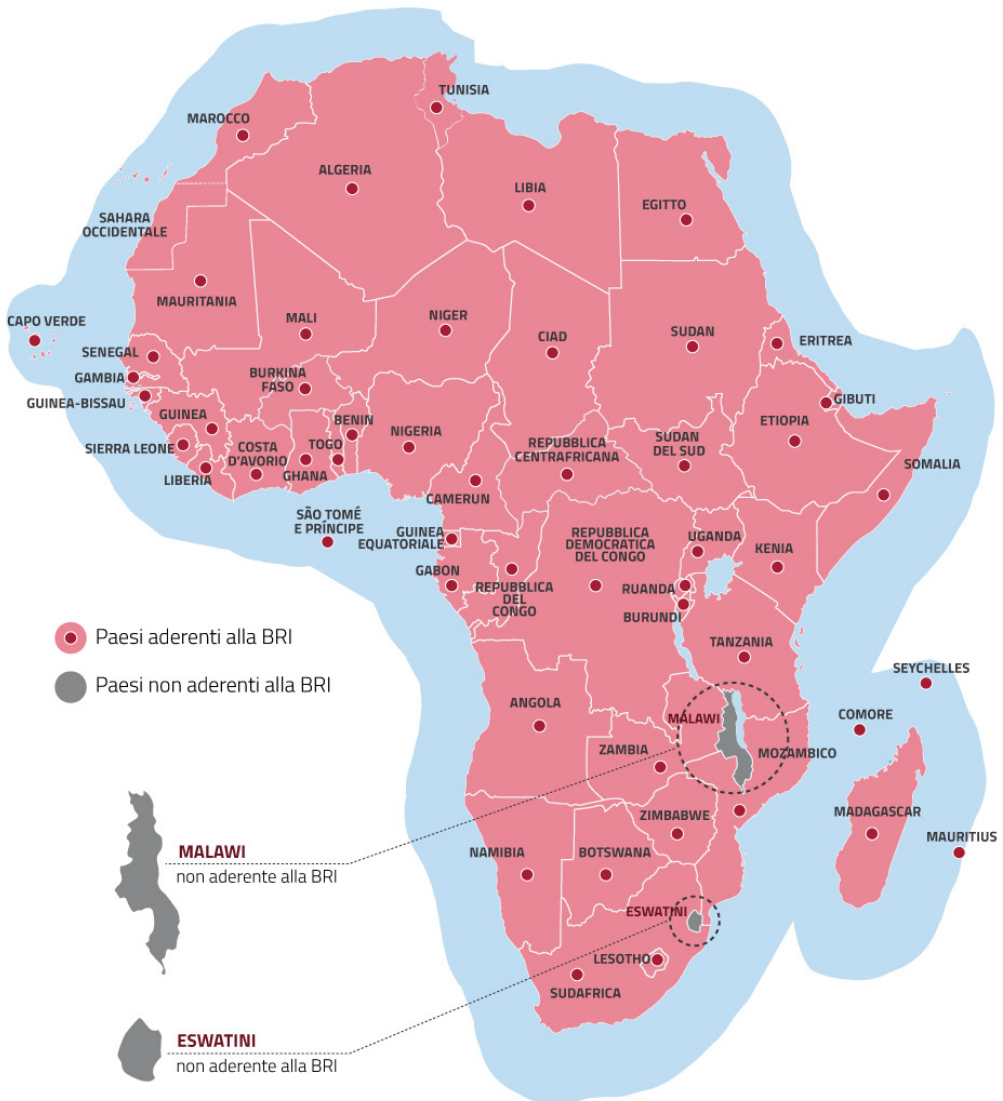 TUNISIA
MAROCCO
ALGERIA
LIBIA
EGITTO
SAHARA
OCCIDENTALE
MAURITANIA
CAPO VERDE
MALI
NIGER
CIAD
SUDAN
ERITREA
SENEGAL
GAMBIA
GUINEA-BISSAU
BURKINA
FASO
GIBUTI
GUINEA
BENIN
NIGERIA
ETIOPIA
SIERRA LEONE
COSTA
D'AVORIO
TOGO
REPUBBLICA
CENTRAFRICANA
SUDAN
DEL SUD
SOMALIA
LIBERIA
GHANA
CAMERUN
SÃO TOMÉ
E PRÍNCIPE
GUINEA
EQUATORIALE
REPUBBLICA
DEMOCRATICA
DEL CONGO
UGANDA
KENIA
GABON
REPUBBLICA
DEL
CONGO
RUANDA
BURUNDI
Paesi aderenti alla BRI
TANZANIA
Paesi non aderenti alla BRI
SEYCHELLES
ANGOLA
MALAWI
COMORE
ZAMBIA
MOZAMBICO
ZIMBABWE
MADAGASCAR
MAURITIUS
MALAWI
non aderente alla BRI
NAMIBIA
BOTSWANA
ESWATINI
LESOTHO
SUDAFRICA
ESWATINI
non aderente alla BRI